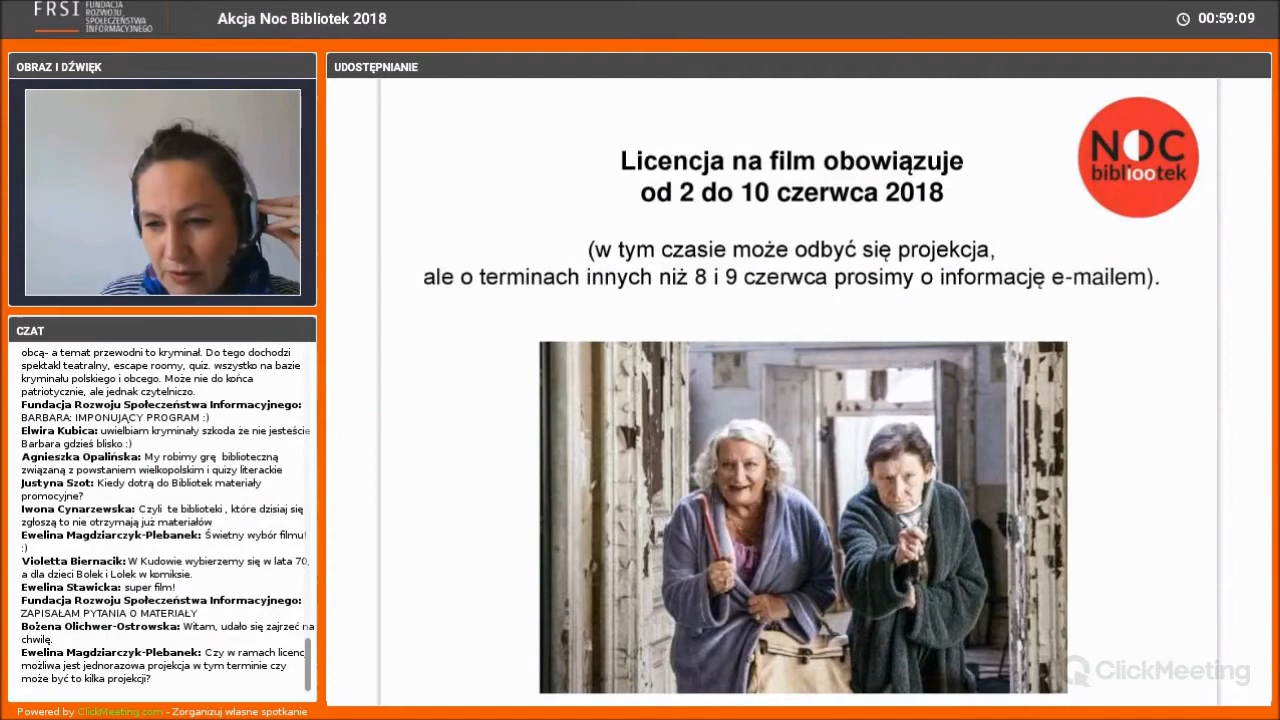 FRSI FUNDACJA
ROZWOJU
SPOŁECZEŃSTWA
INFORMACYJNEGO
Akcja Noc Bibliotek 2018
00:59:09
OBRAZ I DŹWIĘK
CZAT
obcą- a temat przewodni to kryminał. Do tego dochodzi
spektakl teatralny, escape roomy, quiz. wszystko na bazie
kryminału polskiego i obcego. Może nie do końca
patriotycznie, ale jednak czytelniczo.
Fundacja Rozwoju Społeczeństwa Informacyjnego:
BARBARA: IMPONUJĄCY PROGRAM :)
Elwira Kubica: uwielbiam kryminały szkoda że nie jesteście
Barbara gdzieś blisko :)
Agnieszka Opalińska: My robimy grę biblioteczną
związaną z powstaniem wielkopolskim i quizy literackie
Justyna Szot: Kiedy dotrą do Bibliotek materiały
promocyjne?
Iwona Cynarzewska: Czyli te biblioteki , które dzisiaj się
zgłoszą to nie otrzymają już materiałów
Ewelina Magdziarczyk-Plebanek: Świetny wybór filmu!
:)
Violetta Biernacik: W Kudowie wybierzemy się w lata 70,
a dla dzieci Bolek i Lolek w komiksie.
Ewelina Stawicka: super film!
Fundacja Rozwoju Społeczeństwa Informacyjnego:
ZAPISAŁAM PYTANIA O MATERIAŁY
Bożena Olichwer-Ostrowska: Witam, udało się zajrzeć na
chwilę.
Ewelina Magdziarczyk-Plebanek: Czy w ramach licenc
możliwa jest jednorazowa projekcja w tym terminie czy
może być to kilka projekcji?
Powered by ClickMeeting.com - Zorganizuj własne spotkanie
UDOSTĘPNIANIE
NOC
bibliootek
Licencja na film obowiązuje
od 2 do 10 czerwca 2018
(w tym czasie może odbyć się projekcja,
ale o terminach innych niż 8 i 9 czerwca prosimy o informację e-mailem).
ClickMeeting